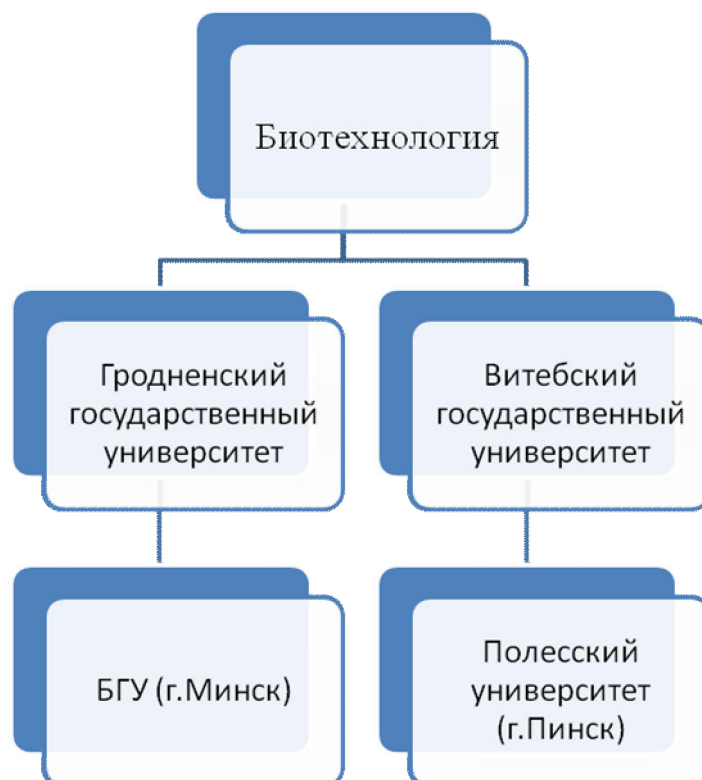 Биотехнология
Гродненский
государственный
университет
Витебский
государственный
университет
БГУ (г.Минск)
Полесский
университет
(г.Пинск)